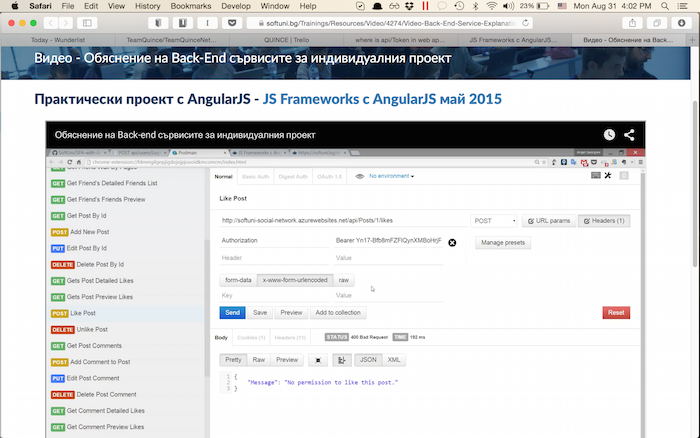 Safari File Edit View History Bookmarks Develop Window Help 23% Mon Aug 31 4:02 PM
softuni.bg/Trainings/Resources/Video/4274/Video-Back-End-Service-Explanat
Today - Wunderlist TeamQuince/TeamQuinceNet... QUINCE | Trello where is api/Token in web ap... JS Frameworks с AngularJS... Видео - Обяснение на Back...
Видео - Обяснение на Back-End сървисите за индивидуалния проект
Практически проект с AngularJS - JS Frameworks с AngularJS май 2015
Обяснение на Back-end сървисите за индивидуалния проект
Postman
GET Get Friend's Detailed Friends List
GET Get Friend's Friends Preview
GET Get Post By Id
POST Add New Post
PUT Edit Post By Id
DELETE Delete Post By Id
GET Gets Post Detailed Likes
GET Gets Post Preview Likes
POST Like Post
DELETE Unlike Post
GET Get Post Comments
POST Add Comment to Post
PUT Edit Post Comment
DELETE Delete Post Comment
GET Get Comment Detailed Likes
GET Get Comment Preview Likes
Normal Basic Auth Digest Auth OAuth 1.0 No environment
Like Post
http://softuni-social-network.azurewebsites.net/api/Posts/1/likes POST URL params Headers (1)
Authorization Bearer Yn17-Bfb8mFZFlQynXMBoHrjF Manage presets
Header Value
form-data x-www-form-urlencoded raw
Key Value
Send Save Preview Add to collection Reset
Body Cookies (1) Headers (11) STATUS 400 Bad Request TIME 192 ms
Pretty Raw Preview JSON XML
1 {
2 "Message": "No permission to like this post."
3 }